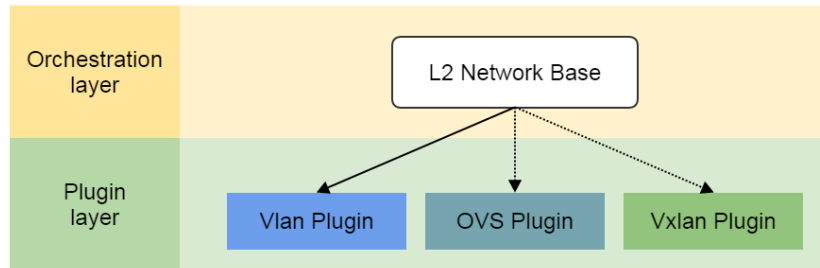 Orchestration
layer
L2 Network Base
Plugin
layer
Vlan Plugin
OVS Plugin
Vxlan Plugin